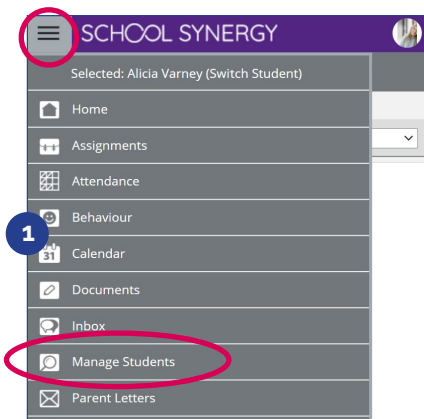 SCHOOL SYNERGY
Selected: Alicia Varney (Switch Student)
Home
Assignments
Attendance
Behaviour
1
31
Calendar
Documents
Inbox
Manage Students
Parent Letters